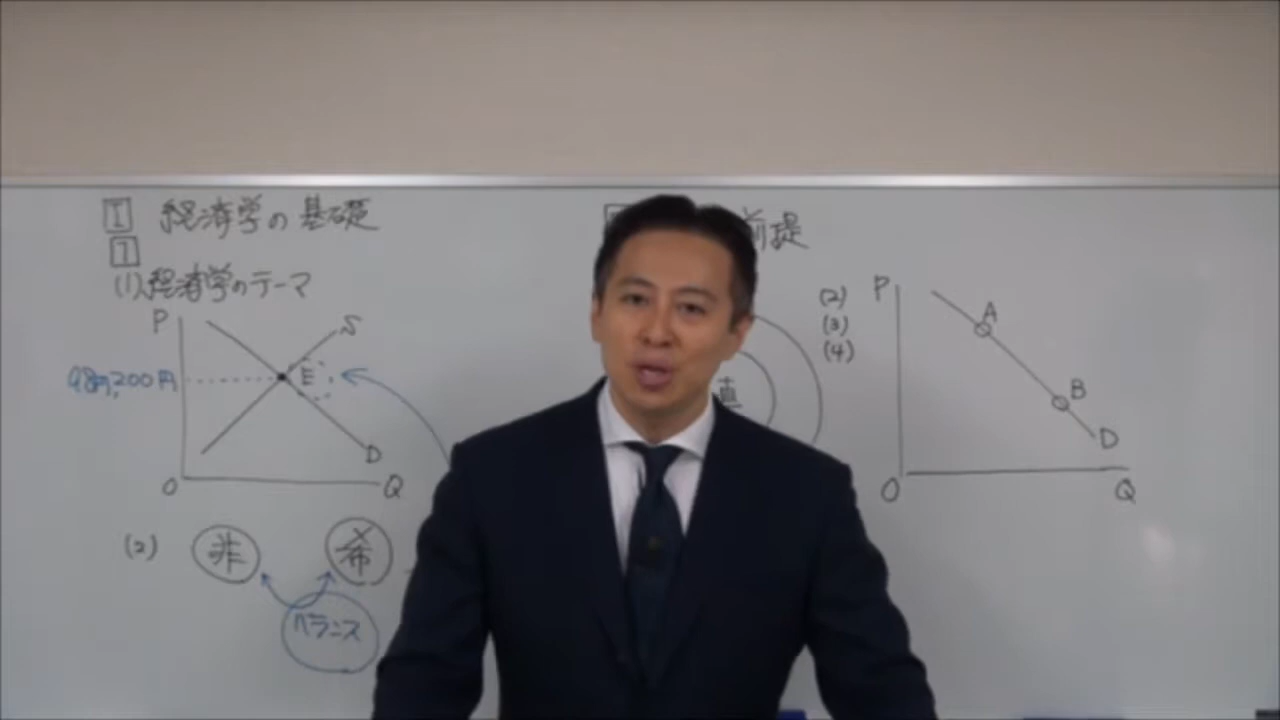 I 経済学の基礎
1
(1)経済学のテーマ
P
S
E
D
O
Q
(2) 非 希
バランス
前提
直
(2)
(3)
(4)
P
A
B
D
O
Q